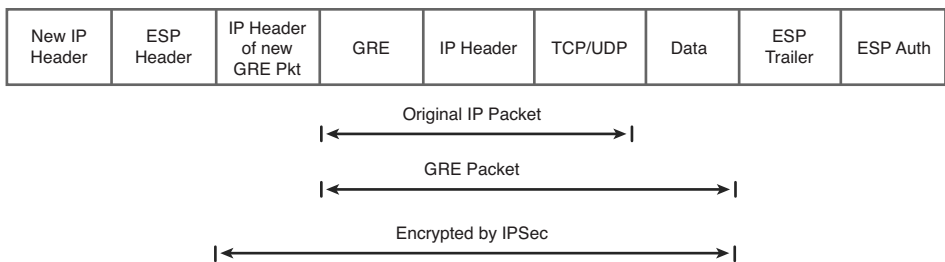 New IP
Header
ESP
Header
IP Header
of new
GRE Pkt
GRE
IP Header
TCP/UDP
Data
ESP
Trailer
ESP Auth
Original IP Packet
GRE Packet
Encrypted by IPSec